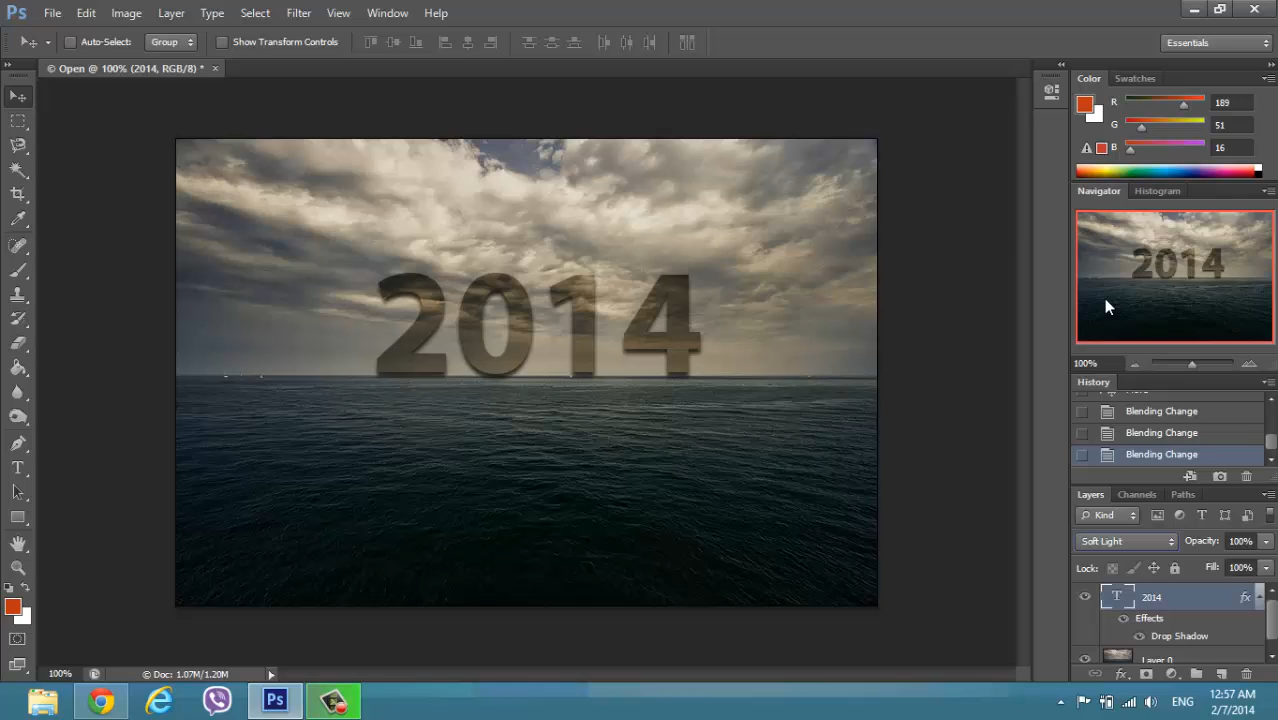 Ps File Edit Image Layer Type Select Filter View Window Help
Auto-Select: Group Show Transform Controls Essentials
© Open @ 100% (2014, RGB/8) * ×
Color Swatches
R 189
G 51
B 16
Navigator Histogram
2014
2014
100%
History
Blending Change
Blending Change
Blending Change
Layers Channels Paths
Kind T
Soft Light Opacity: 100%
Lock: Fill: 100%
T 2014 fx
Effects
Drop Shadow
Layer 0
T
fx
100% © Doc: 1.07M/1.20M
Ps ENG 12:57 AM
2/7/2014